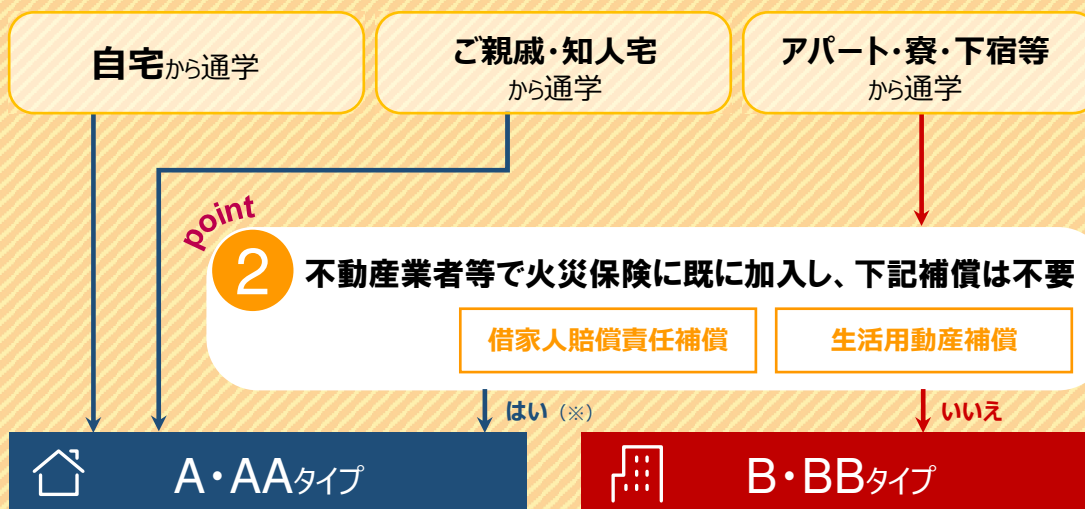 自宅から通学
ご親戚・知人宅
から通学
アパート・寮・下宿等
から通学
point
2
不動産業者等で火災保険に既に加入し、下記補償は不要
借家人賠償責任補償
生活用動産補償
はい（※）
いいえ
A・AAタイプ
B・BBタイプ